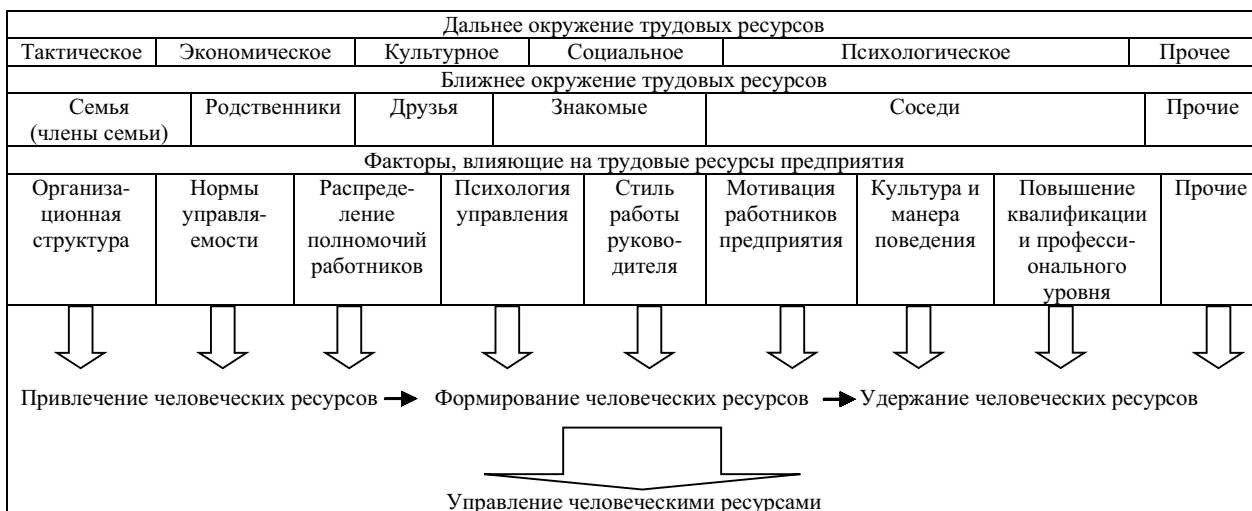 Дальнее окружение трудовых ресурсов
Тактическое Экономическое Культурное Социальное Психологическое Прочее
Ближнее окружение трудовых ресурсов
Семья
(члены семьи)
Родственники Друзья Знакомые Соседи Прочие
Факторы, влияющие на трудовые ресурсы предприятия
Организа-
ционная
структура
Нормы
управля-
емости
Распреде-
ление
полномочий
работников
Психология
управления
Стиль
работы
руково-
дителя
Мотивация
работников
предприятия
Культура и
манера
поведения
Повышение
квалификации
и професси-
онального
уровня
Прочие
Привлечение человеческих ресурсов Формирование человеческих ресурсов Удержание человеческих ресурсов
Управление человеческими ресурсами